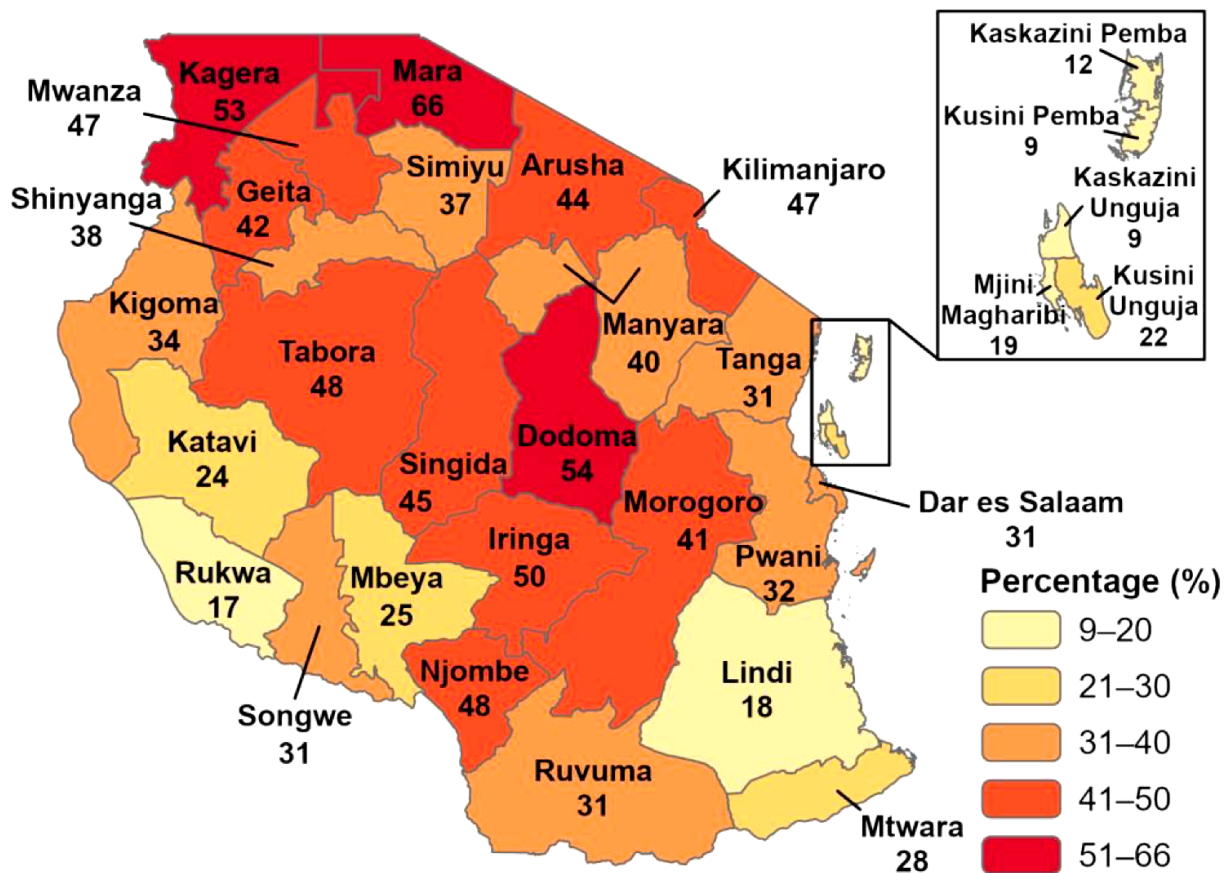 Kagera
53
Mara
66
Mwanza
47
Simiyu
37
Arusha
44
Kilimanjaro
47
Geita
42
Shinyanga
38
Kigoma
34
Tabora
48
Manyara
40
Tanga
31
Katavi
24
Singida
45
Dodoma
54
Morogoro
41
Dar es Salaam
31
Pwani
32
Rukwa
17
Mbeya
25
Iringa
50
Songwe
31
Njombe
48
Lindi
18
Ruvuma
31
Mtwara
28
Kaskazini Pemba
12
Kusini Pemba
9
Kaskazini
Unguja
9
Mjini
Magharibi
19
Kusini
Unguja
22
Percentage (%)
9–20
21–30
31–40
41–50
51–66